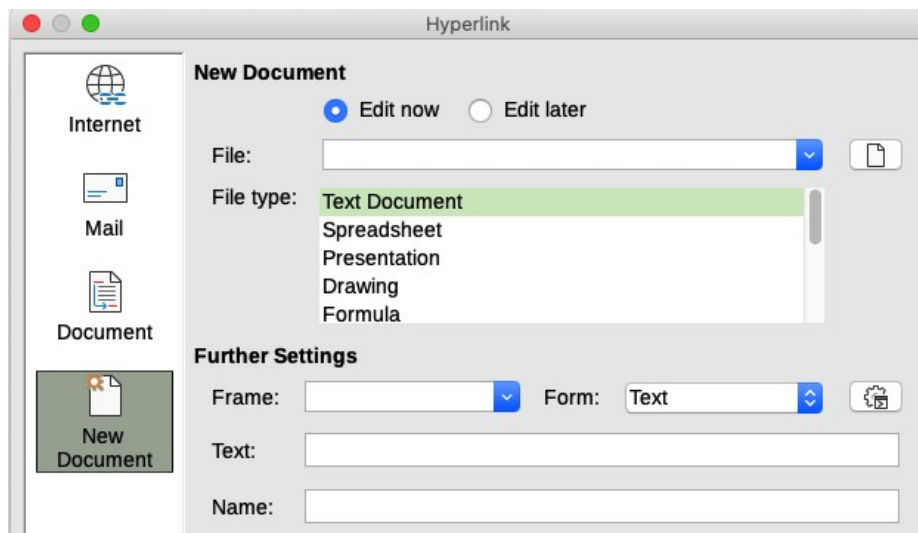 Hyperlink
Internet
Mail
Document
New
Document
New Document
Edit now Edit later
File:
File type: Text Document
Spreadsheet
Presentation
Drawing
Formula
Further Settings
Frame: Form: Text
Text:
Name: